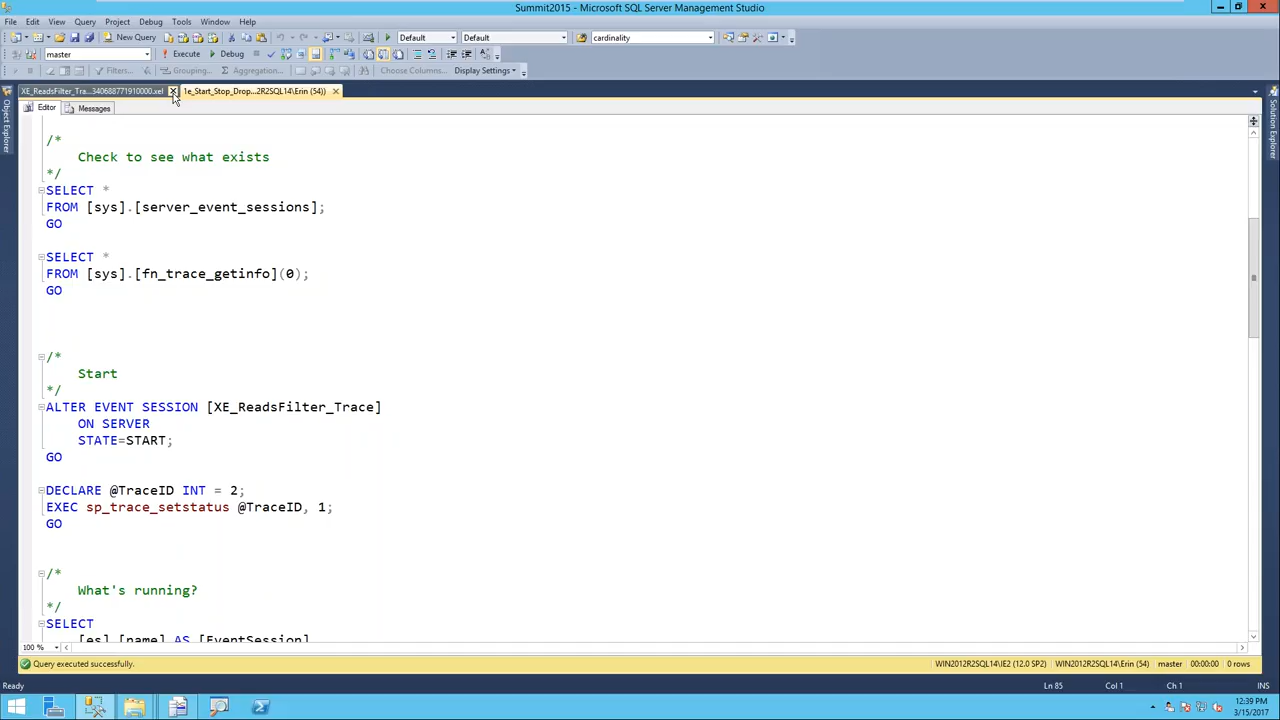 Summit2015 - Microsoft SQL Server Management Studio
File Edit View Query Project Debug Tools Window Help
New Query
Default Default cardinality
master Execute Debug
Filters... Grouping... Aggregation... Choose Columns... Display Settings
XE_ReadsFilter_Tra...340688771910000.xel 1e_Start_Stop_Drop...2R2SQL14\Erin (54))
Editor Messages
Object Explorer
Solution Explorer
/*
Check to see what exists
*/
SELECT *
FROM [sys].[server_event_sessions];
GO
SELECT *
FROM [sys].[fn_trace_getinfo](0);
GO
/*
Start
*/
ALTER EVENT SESSION [XE_ReadsFilter_Trace]
ON SERVER
STATE=START;
GO
DECLARE @TraceID INT = 2;
EXEC sp_trace_setstatus @TraceID, 1;
GO
/*
What's running?
*/
SELECT
[es].[name] AS [EventSession]
100 %
Query executed successfully. WIN2012R2SQL14\IE2 (12.0 SP2) WIN2012R2SQL14\Erin (54) master 00:00:00 0 rows
Ready Ln 85 Col 1 Ch 1 INS
12:39 PM
3/15/2017